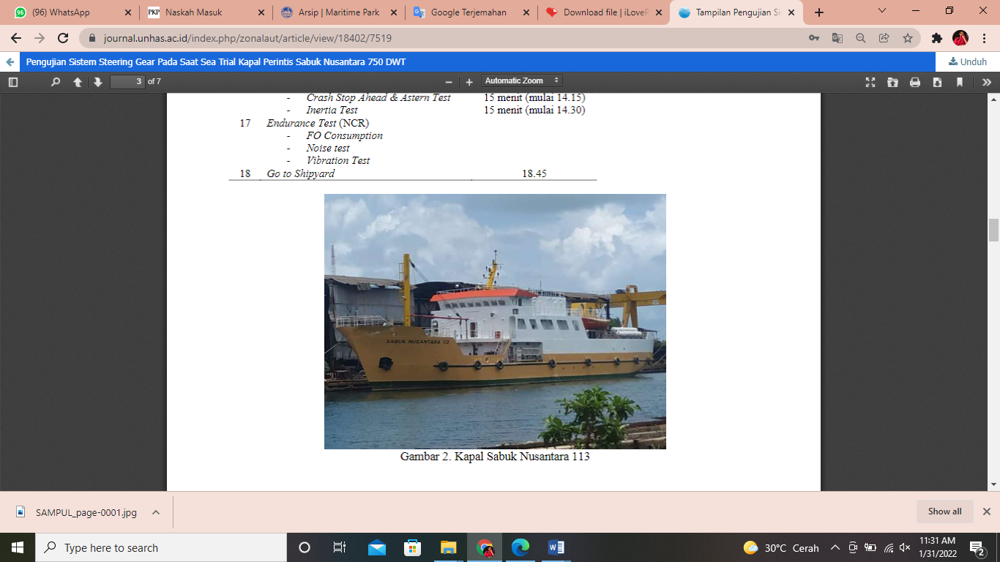 (96) WhatsApp
Naskah Masuk
Arsip | Maritime Park
Google Terjemahan
Download file | iLoveP
Tampilan Pengujian Si
journal.unhas.ac.id/index.php/zonalaut/article/view/18402/7519
Pengujian Sistem Steering Gear Pada Saat Sea Trial Kapal Perintis Sabuk Nusantara 750 DWT
Unduh
3 of 7
Automatic Zoom
- Crash Stop Ahead & Astern Test 15 menit (mulai 14.15)
- Inertia Test 15 menit (mulai 14.30)
17 Endurance Test (NCR)
- FO Consumption
- Noise test
- Vibration Test
18 Go to Shipyard 18.45
SABUK NUSANTARA 113
Gambar 2. Kapal Sabuk Nusantara 113
SAMPUL_page-0001.jpg
Show all
Type here to search
30°C Cerah
11:31 AM
1/31/2022
2